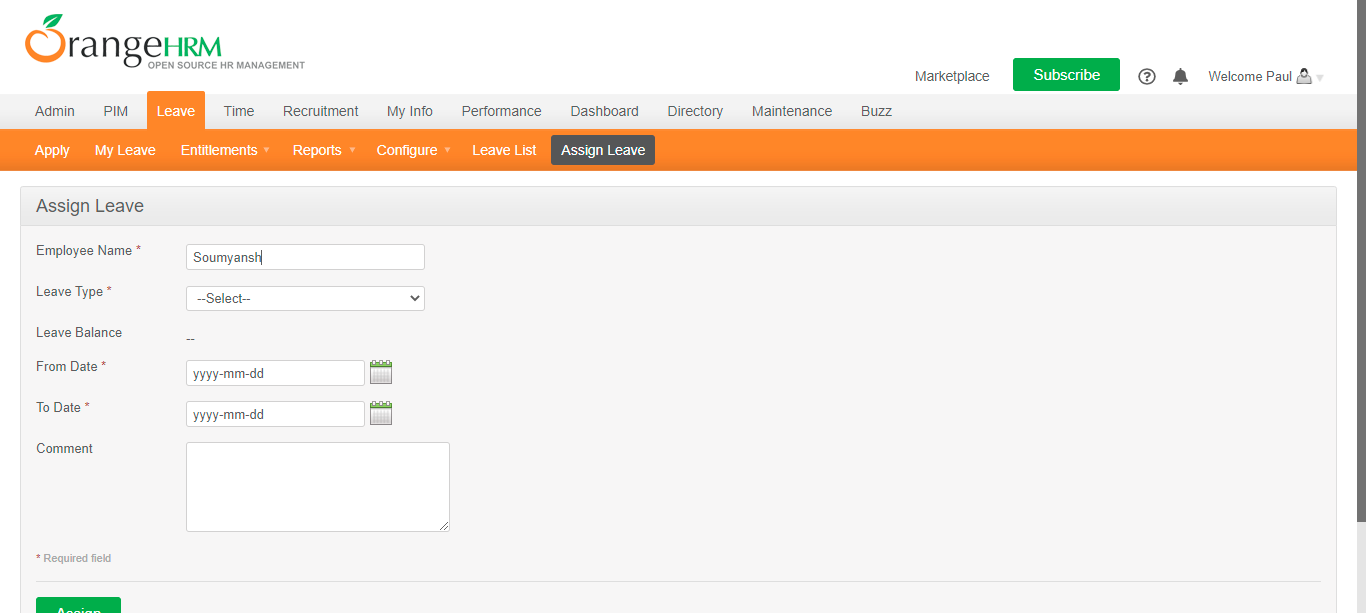 OrangeHRM
OPEN SOURCE HR MANAGEMENT
Marketplace Subscribe ? Welcome Paul
Admin PIM Leave Time Recruitment My Info Performance Dashboard Directory Maintenance Buzz
Apply My Leave Entitlements Reports Configure Leave List Assign Leave
Assign Leave
Employee Name * Soumyansh
Leave Type * --Select--
Leave Balance --
From Date * yyyy-mm-dd
To Date * yyyy-mm-dd
Comment
* Required field
Assign